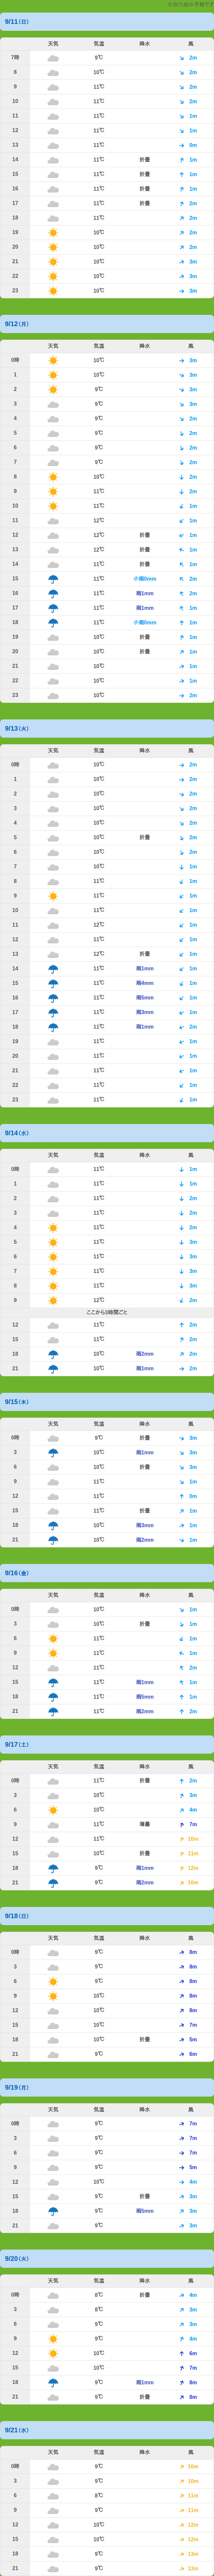 9/11(日)
天気 気温 降水 風
7時 9℃ 2m
8 10℃ 2m
9 11℃ 2m
10 11℃ 2m
11 11℃ 1m
12 11℃ 1m
13 11℃ 0m
14 11℃ 折畳 1m
15 11℃ 折畳 1m
16 11℃ 折畳 1m
17 11℃ 折畳 2m
18 11℃ 2m
19 10℃ 2m
20 10℃ 2m
21 10℃ 3m
22 10℃ 3m
23 10℃ 3m
9/12(月)
天気 気温 降水 風
0時 10℃ 3m
1 10℃ 3m
2 9℃ 3m
3 9℃ 3m
4 9℃ 2m
5 9℃ 2m
6 9℃ 2m
7 9℃ 2m
8 10℃ 2m
9 11℃ 2m
10 11℃ 1m
11 12℃ 1m
12 12℃ 折畳 1m
13 12℃ 折畳 1m
14 11℃ 折畳 1m
15 11℃ 小雨0mm 2m
16 11℃ 雨1mm 2m
17 11℃ 雨1mm 1m
18 11℃ 小雨0mm 1m
19 10℃ 折畳 1m
20 10℃ 折畳 1m
21 10℃ 1m
22 10℃ 1m
23 10℃ 2m
9/13(火)
天気 気温 降水 風
0時 10℃ 2m
1 10℃ 2m
2 10℃ 2m
3 10℃ 2m
4 10℃ 2m
5 10℃ 折畳 2m
6 10℃ 2m
7 10℃ 1m
8 11℃ 1m
9 11℃ 1m
10 11℃ 1m
11 12℃ 1m
12 11℃ 1m
13 12℃ 折畳 1m
14 11℃ 雨1mm 1m
15 11℃ 雨4mm 1m
16 11℃ 雨5mm 1m
17 11℃ 雨3mm 1m
18 11℃ 雨1mm 2m
19 11℃ 1m
20 11℃ 1m
21 11℃ 1m
22 11℃ 1m
23 11℃ 1m
9/14(水)
天気 気温 降水 風
0時 11℃ 1m
1 11℃ 1m
2 11℃ 2m
3 11℃ 2m
4 11℃ 2m
5 11℃ 3m
6 11℃ 3m
7 11℃ 3m
8 11℃ 3m
9 12℃ 2m
ここから3時間ごと
12 11℃ 2m
15 11℃ 2m
18 10℃ 雨2mm 2m
21 10℃ 雨1mm 2m
9/15(木)
天気 気温 降水 風
0時 9℃ 折畳 3m
3 10℃ 雨1mm 3m
6 10℃ 折畳 3m
9 11℃ 1m
12 11℃ 0m
15 11℃ 折畳 1m
18 10℃ 雨3mm 1m
21 10℃ 雨2mm 1m
9/16(金)
天気 気温 降水 風
0時 10℃ 1m
3 10℃ 折畳 1m
6 11℃ 1m
9 11℃ 1m
12 11℃ 2m
15 11℃ 雨1mm 1m
18 11℃ 雨5mm 1m
21 11℃ 雨2mm 2m
9/17(土)
天気 気温 降水 風
0時 11℃ 折畳 2m
3 10℃ 3m
6 10℃ 4m
9 11℃ 薄曇 7m
12 11℃ 10m
15 10℃ 折畳 11m
18 9℃ 雨1mm 12m
21 9℃ 雨2mm 10m
9/18(日)
天気 気温 降水 風
0時 9℃ 8m
3 9℃ 8m
6 9℃ 8m
9 10℃ 8m
12 10℃ 8m
15 10℃ 7m
18 10℃ 折畳 5m
21 9℃ 6m
9/19(月)
天気 気温 降水 風
0時 9℃ 7m
3 9℃ 7m
6 9℃ 7m
9 9℃ 5m
12 10℃ 4m
15 9℃ 折畳 3m
18 9℃ 雨5mm 3m
21 9℃ 3m
9/20(火)
天気 気温 降水 風
0時 8℃ 折畳 4m
3 8℃ 3m
6 9℃ 3m
9 9℃ 4m
12 10℃ 6m
15 10℃ 7m
18 9℃ 雨1mm 8m
21 9℃ 折畳 8m
9/21(水)
天気 気温 降水 風
0時 9℃ 10m
3 9℃ 10m
6 8℃ 11m
9 9℃ 11m
12 10℃ 12m
15 10℃ 12m
18 9℃ 13m
21 9℃ 13m